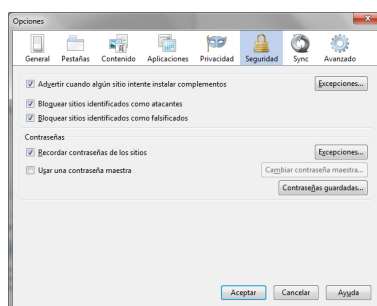 Opciones
General Pestañas Contenido Aplicaciones Privacidad Seguridad Sync Avanzado
Advertir cuando algún sitio intente instalar complementos Excepciones...
Bloquear sitios identificados como atacantes
Bloquear sitios identificados como falsificados
Contraseñas
Recordar contraseñas de los sitios Excepciones...
Usar una contraseña maestra Cambiar contraseña maestra...
Contraseñas guardadas...
Aceptar Cancelar Ayuda